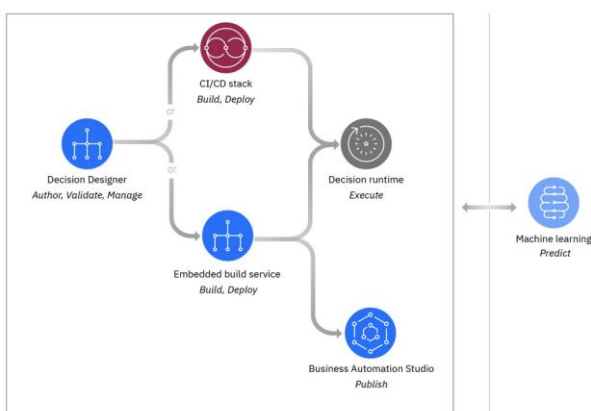 CI/CD stack
Build, Deploy
or
Decision Designer
Author, Validate, Manage
or
Decision runtime
Execute
Embedded build service
Build, Deploy
Machine learning
Predict
Business Automation Studio
Publish